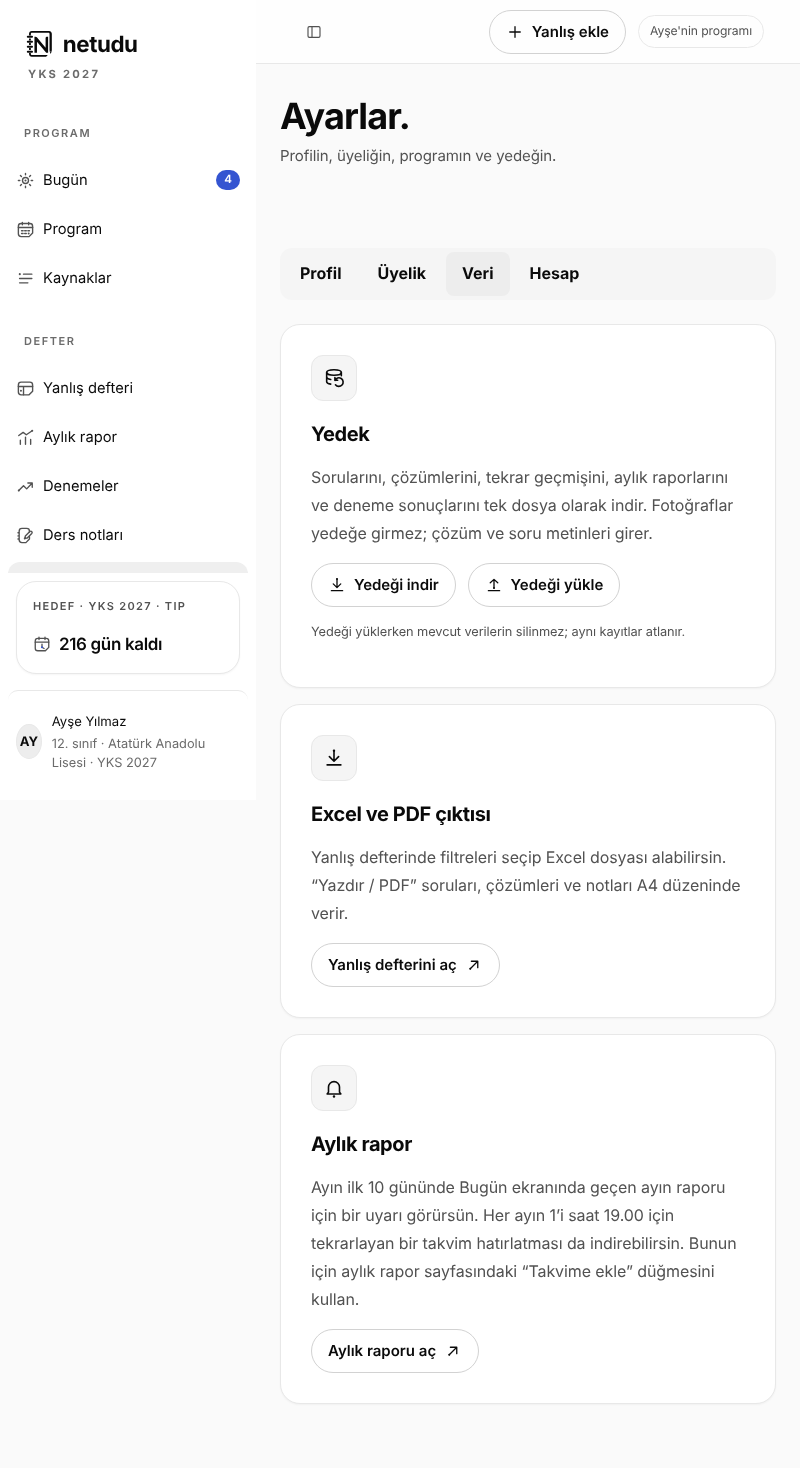 netudu
YKS 2027
PROGRAM
Bugün
4
Program
Kaynaklar
DEFTER
Yanlış defteri
Aylık rapor
Denemeler
Ders notları
HEDEF · YKS 2027 · TIP
216 gün kaldı
AY
Ayşe Yılmaz
12. sınıf · Atatürk Anadolu
Lisesi · YKS 2027
Yanlış ekle
Ayşe'nin programı
Ayarlar.
Profilin, üyeliğin, programın ve yedeğin.
Profil
Üyelik
Veri
Hesap
Yedek
Sorularını, çözümlerini, tekrar geçmişini, aylık raporlarını
ve deneme sonuçlarını tek dosya olarak indir. Fotoğraflar
yedeğe girmez; çözüm ve soru metinleri girer.
Yedeği indir
Yedeği yükle
Yedeği yüklerken mevcut verilerin silinmez; aynı kayıtlar atlanır.
Excel ve PDF çıktısı
Yanlış defterinde filtreleri seçip Excel dosyası alabilirsin.
“Yazdır / PDF” soruları, çözümleri ve notları A4 düzeninde
verir.
Yanlış defterini aç
Aylık rapor
Ayın ilk 10 gününde Bugün ekranında geçen ayın raporu
için bir uyarı görürsün. Her ayın 1’i saat 19.00 için
tekrarlayan bir takvim hatırlatması da indirebilirsin. Bunun
için aylık rapor sayfasındaki “Takvime ekle” düğmesini
kullan.
Aylık raporu aç